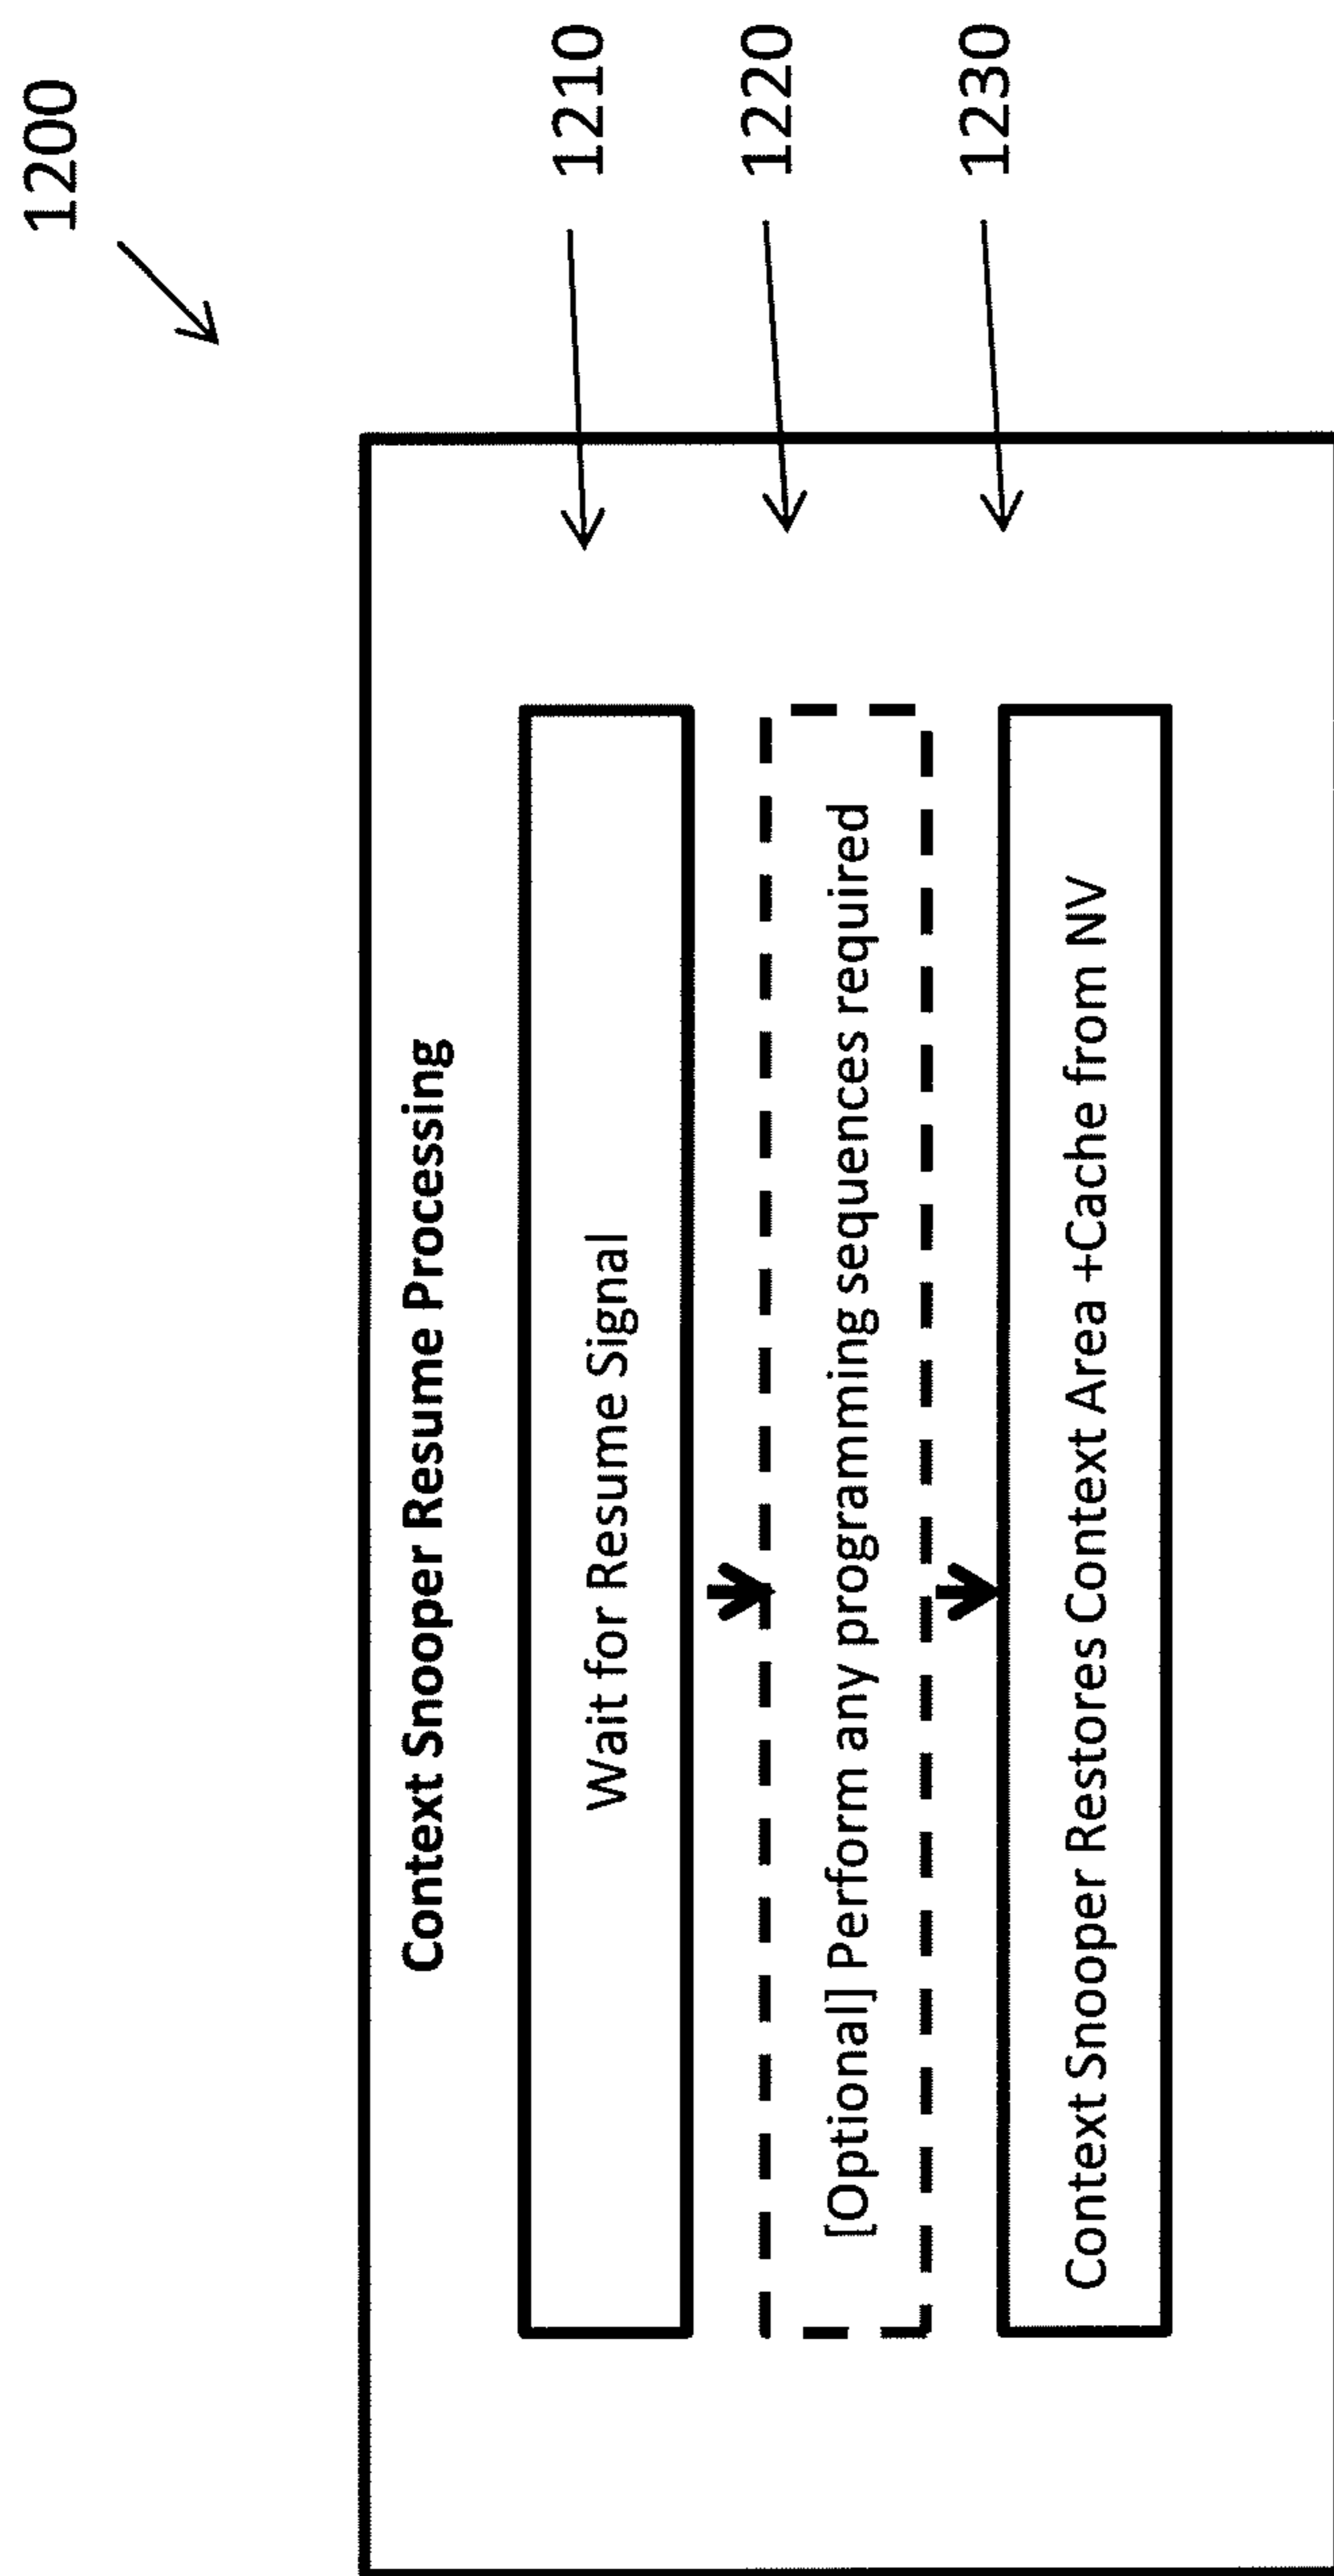 1200
Context Snooper Resume Processing
Wait for Resume Signal
1210
[Optional] Perform any programming sequences required
1220
Context Snooper Restores Context Area +Cache from NV
1230